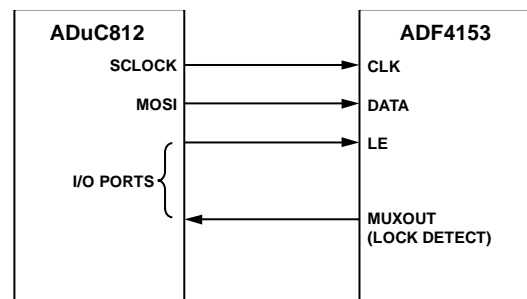 ADuC812
ADF4153
SCLOCK
CLK
MOSI
DATA
LE
I/O PORTS
MUXOUT
(LOCK DETECT)